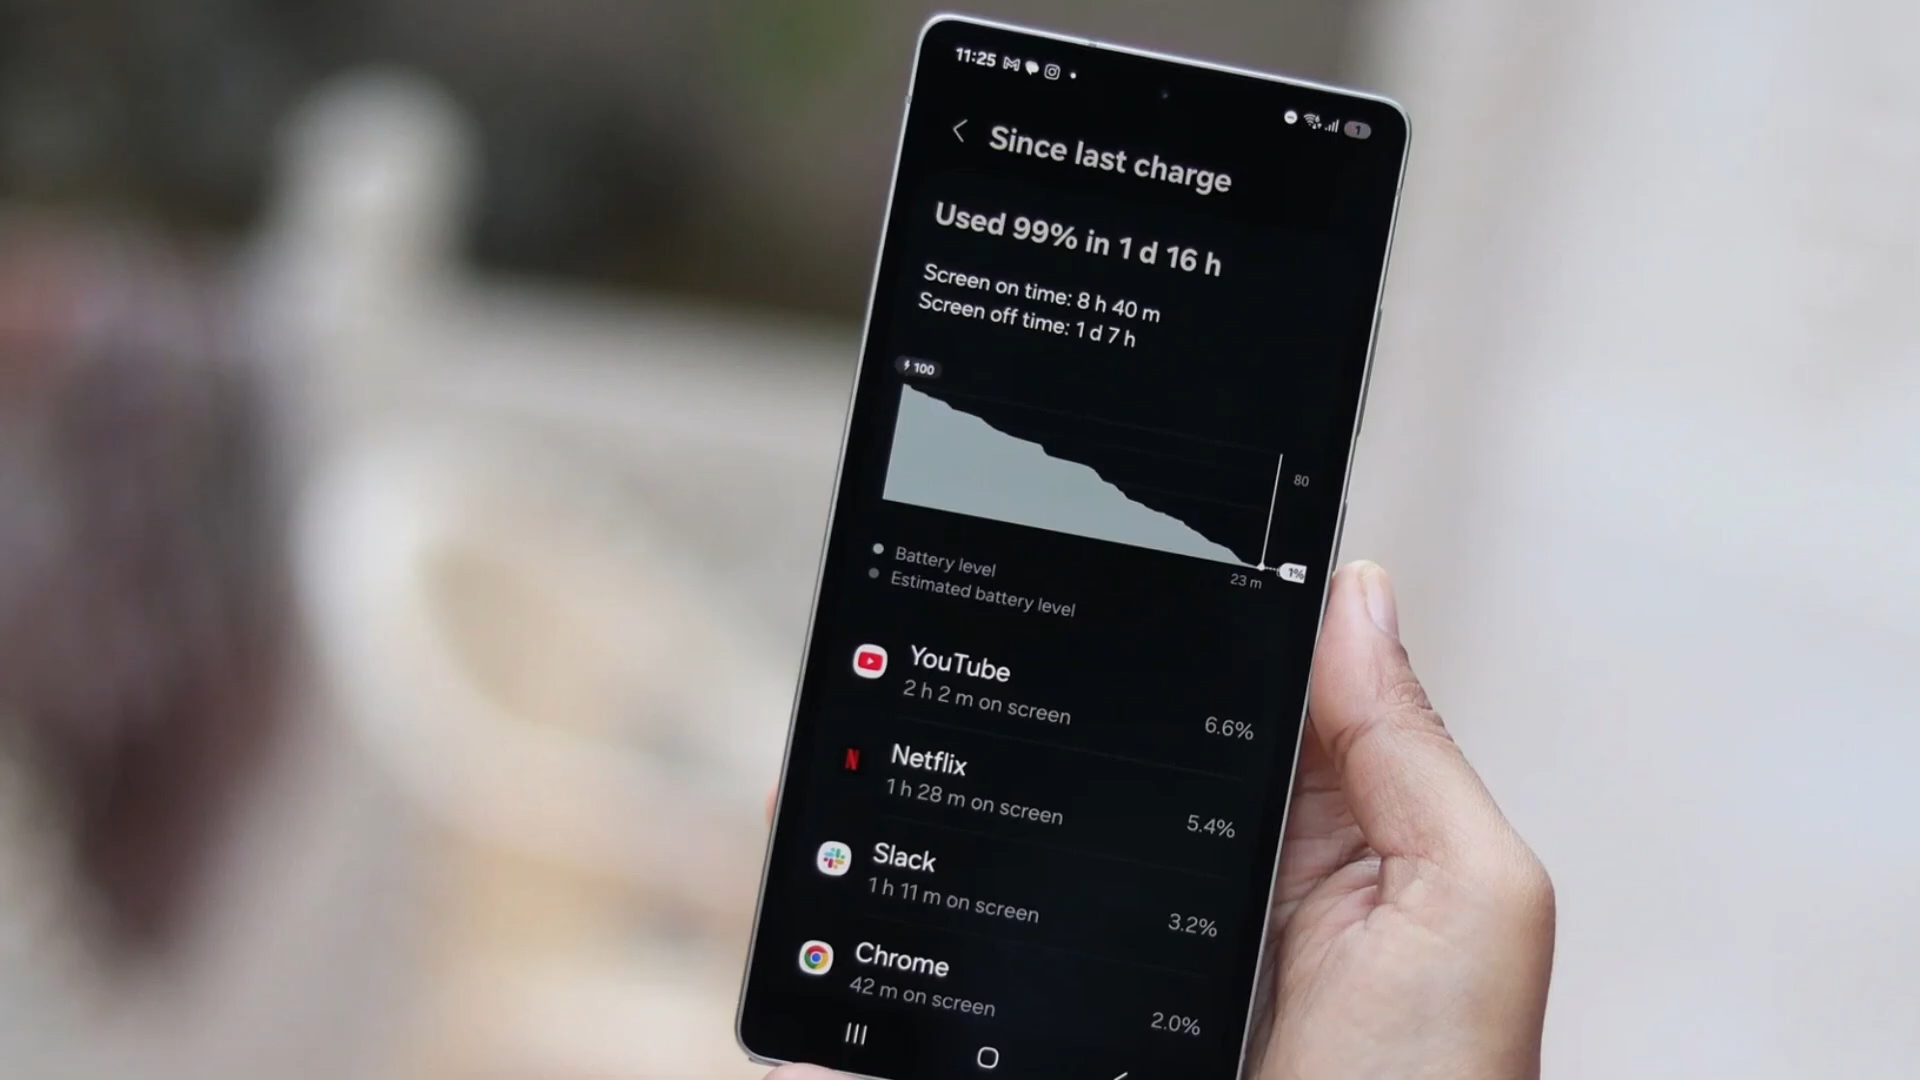 11:25
1
Since last charge
Used 99% in 1 d 16 h
Screen on time: 8 h 40 m
Screen off time: 1 d 7 h
100
80
23 m
1%
Battery level
Estimated battery level
YouTube
2 h 2 m on screen
6.6%
Netflix
1 h 28 m on screen
5.4%
Slack
1 h 11 m on screen
3.2%
Chrome
42 m on screen
2.0%